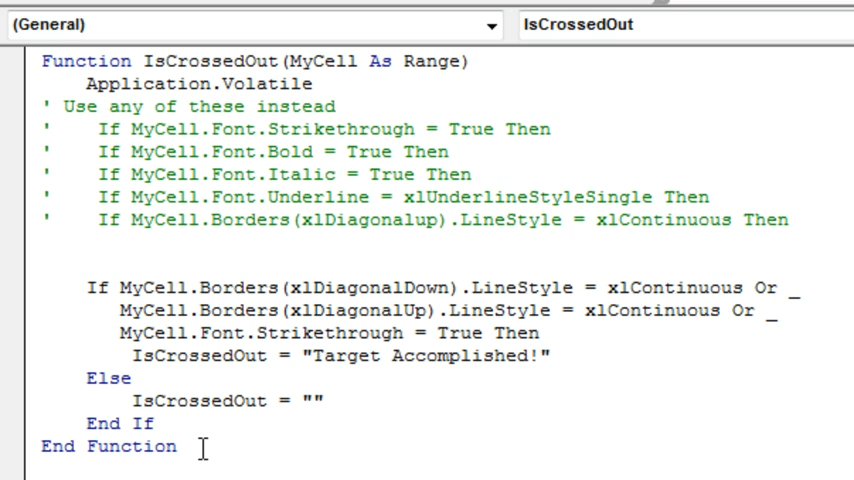 (General) IsCrossedOut
Function IsCrossedOut(MyCell As Range)
    Application.Volatile
' Use any of these instead
'    If MyCell.Font.Strikethrough = True Then
'    If MyCell.Font.Bold = True Then
'    If MyCell.Font.Italic = True Then
'    If MyCell.Font.Underline = xlUnderlineStyleSingle Then
'    If MyCell.Borders(xlDiagonalup).LineStyle = xlContinuous Then
    If MyCell.Borders(xlDiagonalDown).LineStyle = xlContinuous Or _
       MyCell.Borders(xlDiagonalUp).LineStyle = xlContinuous Or _
       MyCell.Font.Strikethrough = True Then
        IsCrossedOut = "Target Accomplished!"
    Else
        IsCrossedOut = ""
    End If
End Function